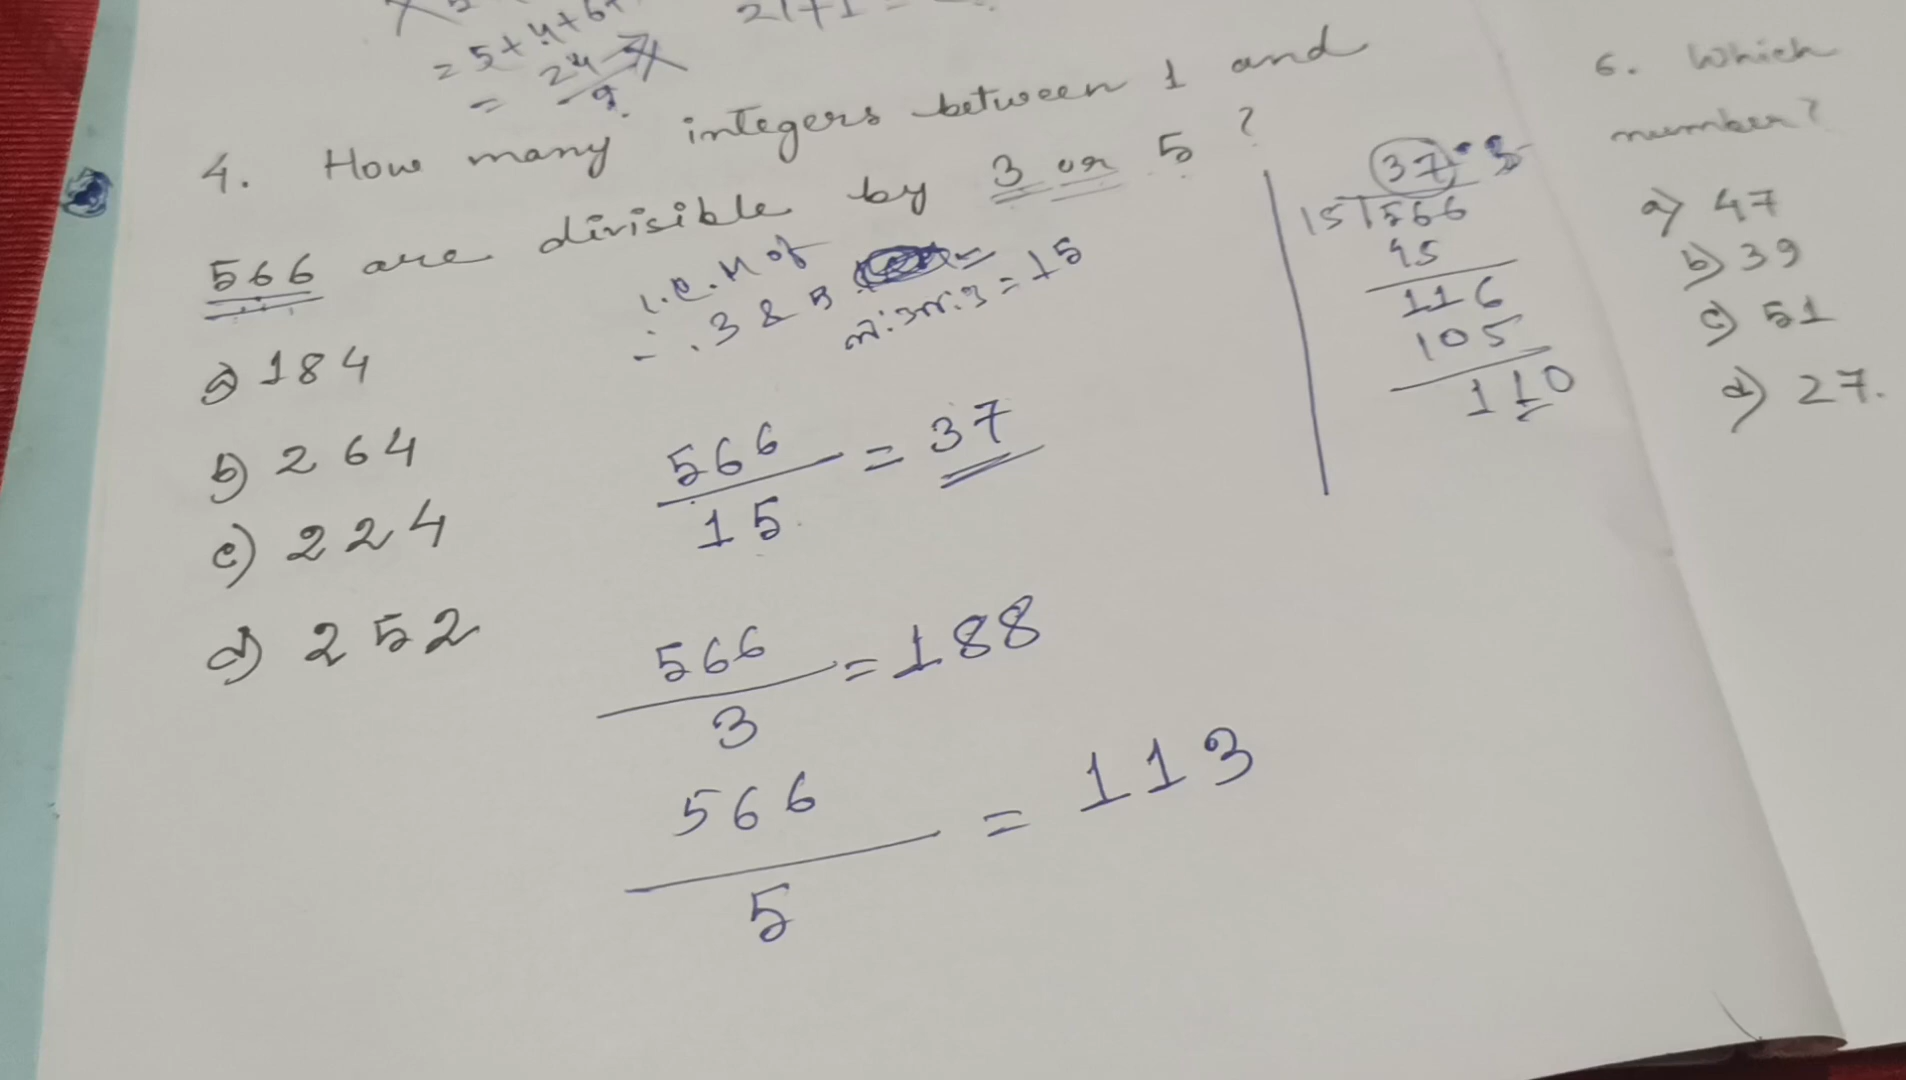 = 5+4+6+
= 24/9
4. How many integers between 1 and
566 are divisible by 3 or 5 ?
a) 184
b) 264
c) 224
d) 252
L.C.M of
3 & 5
= 15
566/15 = 37
566/3 = 188
566/5 = 113
37.3
15 566
45
116
105
110
6. Which
number?
a) 47
b) 39
c) 51
d) 27.